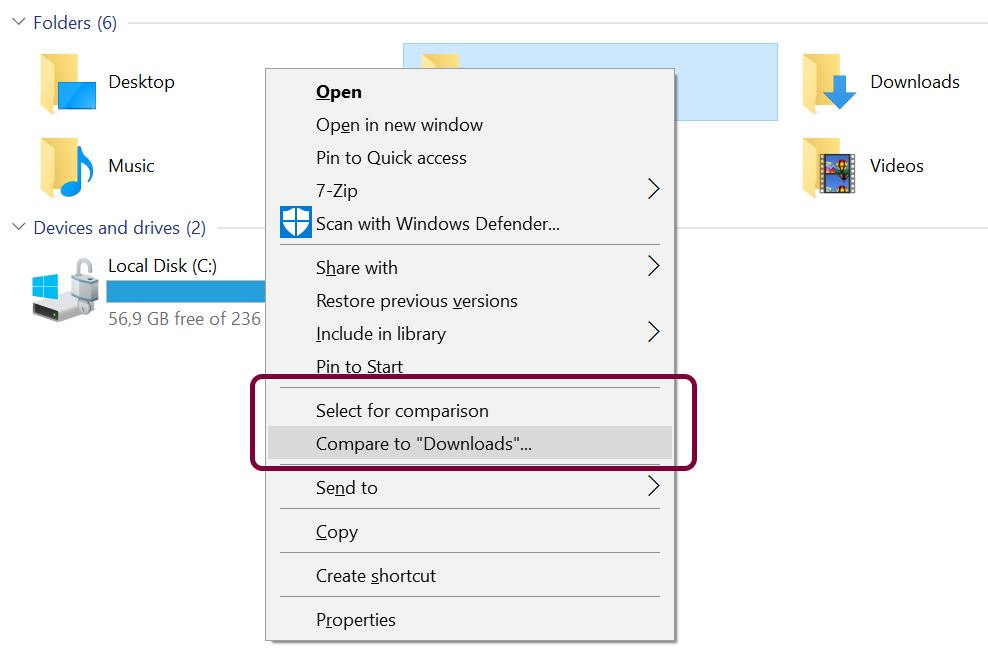 Folders (6)
Desktop
Downloads
Music
Videos
Devices and drives (2)
Local Disk (C:)
56,9 GB free of 236
Open
Open in new window
Pin to Quick access
7-Zip
Scan with Windows Defender...
Share with
Restore previous versions
Include in library
Pin to Start
Select for comparison
Compare to "Downloads"...
Send to
Copy
Create shortcut
Properties